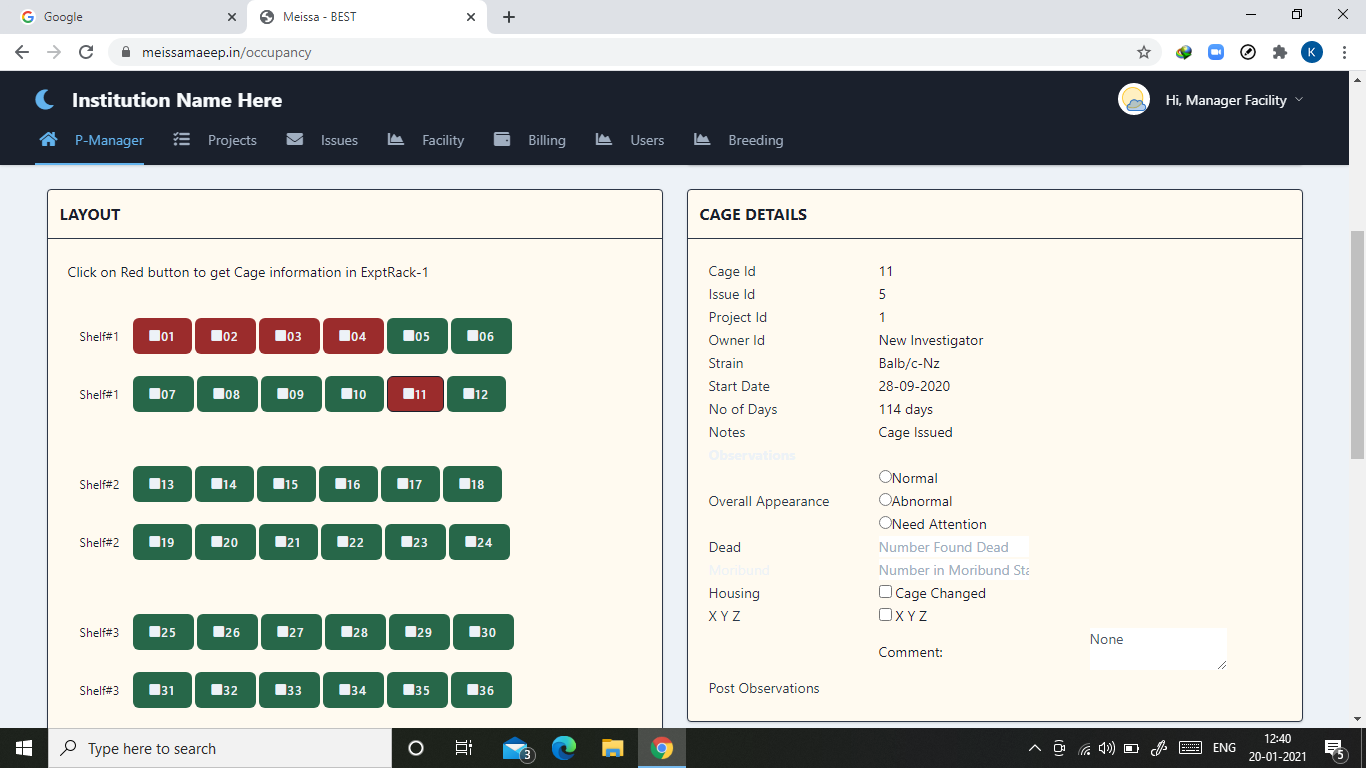 Google
Meissa - BEST
meissamaeep.in/occupancy
K
Institution Name Here
Hi, Manager Facility
P-Manager Projects Issues Facility Billing Users Breeding
LAYOUT
Click on Red button to get Cage information in ExptRack-1
Shelf#1 01 02 03 04 05 06
Shelf#1 07 08 09 10 11 12
Shelf#2 13 14 15 16 17 18
Shelf#2 19 20 21 22 23 24
Shelf#3 25 26 27 28 29 30
Shelf#3 31 32 33 34 35 36
CAGE DETAILS
Cage Id 11
Issue Id 5
Project Id 1
Owner Id New Investigator
Strain Balb/c-Nz
Start Date 28-09-2020
No of Days 114 days
Notes Cage Issued
Observations
Normal
Overall Appearance Abnormal
Need Attention
Dead Number Found Dead
Moribund Number in Moribund Sta
Housing Cage Changed
X Y Z X Y Z
Comment: None
Post Observations
Type here to search
3
ENG
12:40
20-01-2021
5